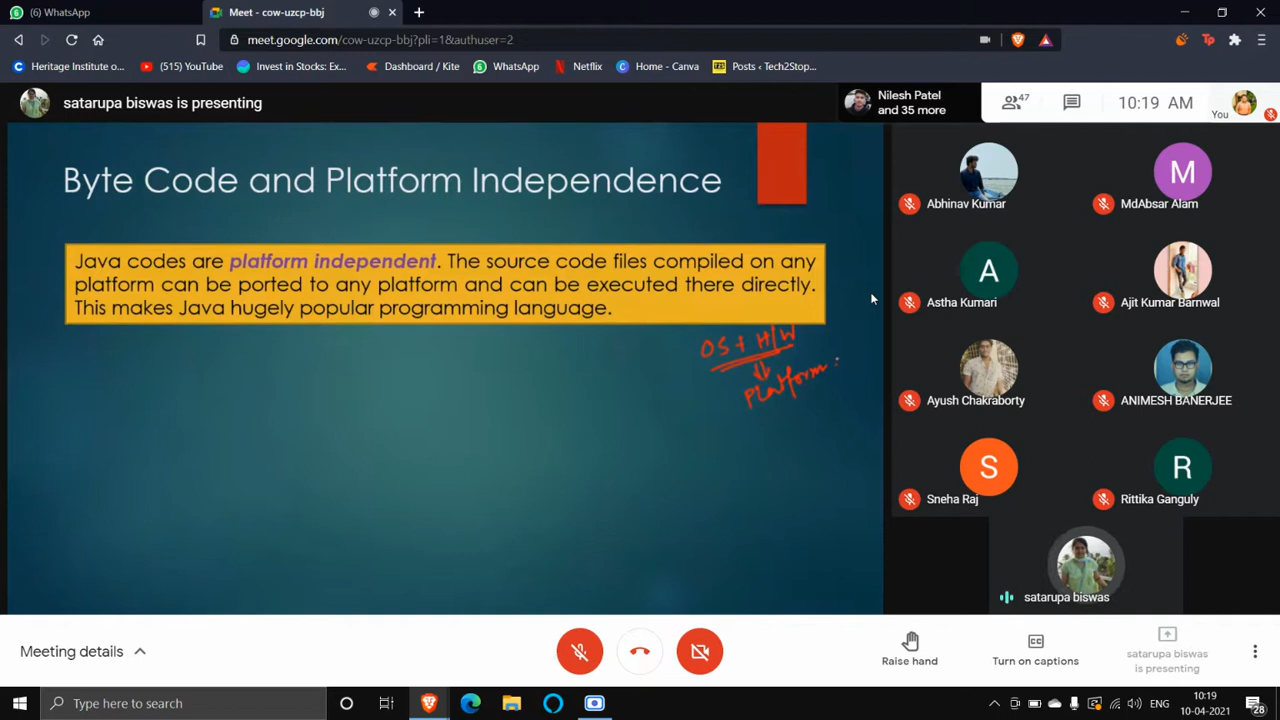 (6) WhatsApp
Meet - cow-uzcp-bbj
meet.google.com/cow-uzcp-bbj?pli=1&authuser=2
Heritage Institute o...
(515) YouTube
Invest in Stocks: Ex...
Dashboard / Kite
WhatsApp
Netflix
Home - Canva
Posts ‹ Tech2Stop...
satarupa biswas is presenting
Nilesh Patel
and 35 more
47
10:19 AM
You
Byte Code and Platform Independence
Java codes are platform independent. The source code files compiled on any
platform can be ported to any platform and can be executed there directly.
This makes Java hugely popular programming language.
OS + H/W
Platform
Abhinav Kumar
M
MdAbsar Alam
A
Astha Kumari
Ajit Kumar Barnwal
Ayush Chakraborty
ANIMESH BANERJEE
S
Sneha Raj
R
Rittika Ganguly
satarupa biswas
Meeting details
Raise hand
Turn on captions
satarupa biswas
is presenting
Type here to search
ENG
10:19
10-04-2021
28